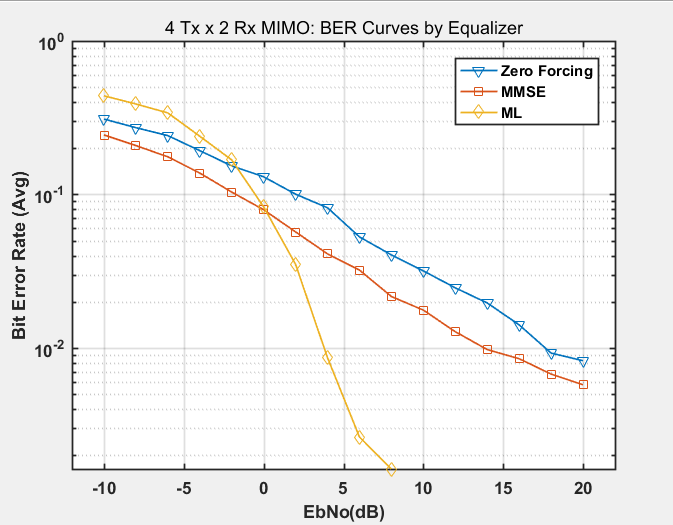 4 Tx x 2 Rx MIMO: BER Curves by Equalizer
10^0
10^-1
10^-2
Bit Error Rate (Avg)
Zero Forcing
MMSE
ML
-10 -5 0 5 10 15 20
EbNo(dB)